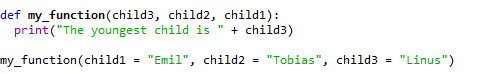 def my_function(child3, child2, child1):
  print("The youngest child is " + child3)
my_function(child1 = "Emil", child2 = "Tobias", child3 = "Linus")